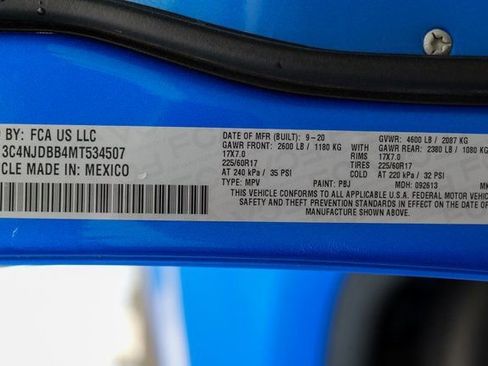 D BY: FCA US LLC
3C4NJDBB4MT534507
CLE MADE IN: MEXICO
DATE OF MFR (BUILT): 9-20 GVWR: 4600 LB / 2087 KG
GAWR FRONT: 2600 LB / 1180 KG WITH GAWR REAR: 2380 LB / 1080 KG
17X7.0 RIMS 17X7.0
225/60R17 TIRES 225/60R17
AT 240 kPa / 35 PSI COLD AT 220 kPa / 32 PSI
TYPE: MPV PAINT: PBJ MDH: 092613 MK
THIS VEHICLE CONFORMS TO ALL APPLICABLE U.S.A. FEDERAL MOTOR VEHIC
SAFETY AND THEFT PREVENTION STANDARDS IN EFFECT ON THE DATE OF
MANUFACTURE SHOWN ABOVE.